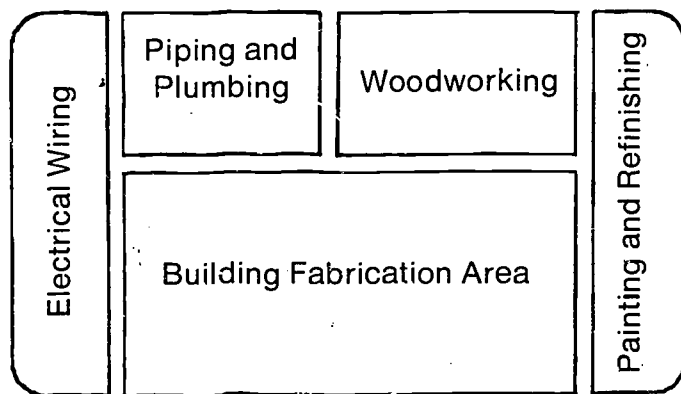 Electrical Wiring
Piping and
Plumbing
Woodworking
Building Fabrication Area
Painting and Refinishing